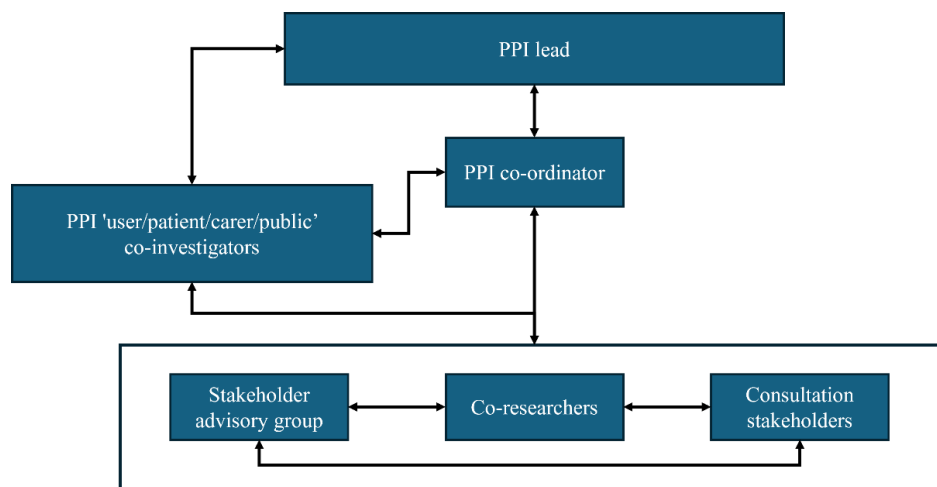 PPI lead
PPI co-ordinator
PPI 'user/patient/carer/public’
co-investigators
Stakeholder
advisory group
Co-researchers
Consultation
stakeholders